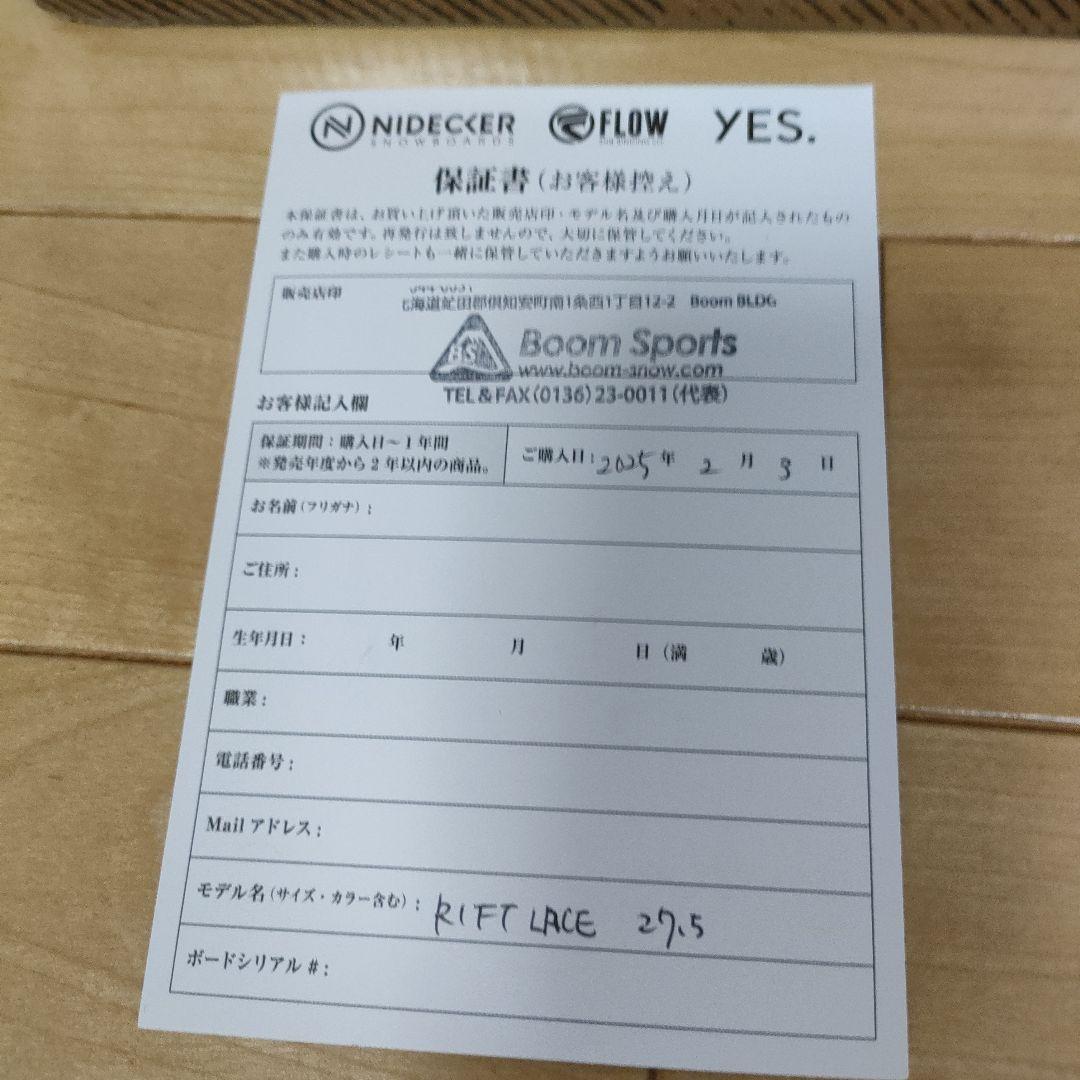 NIDECKER
SNOWBOARDS
FLOW
YES.
保証書(お客様控え)
本保証書は、お買い上げ頂いた販売店印・モデル名及び購入月日が記入されたもの
のみ有効です。再発行は致しませんので、大切に保管してください。
また購入時のレシートも一緒に保管していただきますようお願いいたします。
販売店印
海道虻田郡倶知安町南1条西1丁目12-2 Boom BLDG
BSN Boom Sports
www.boom-snow.com
TEL&FAX(0136)23-0011(代表)
お客様記入欄
保証期間:購入日~1年間
※発売年度から2年以内の商品。
ご購入日:2025年 2 月 3 日
お名前(フリガナ):
ご住所:
生年月日: 年 月 日(満 歳)
職業:
電話番号:
Mailアドレス:
モデル名(サイズ・カラー含む): RIFT LACE 27.5
ボードシリアル#: